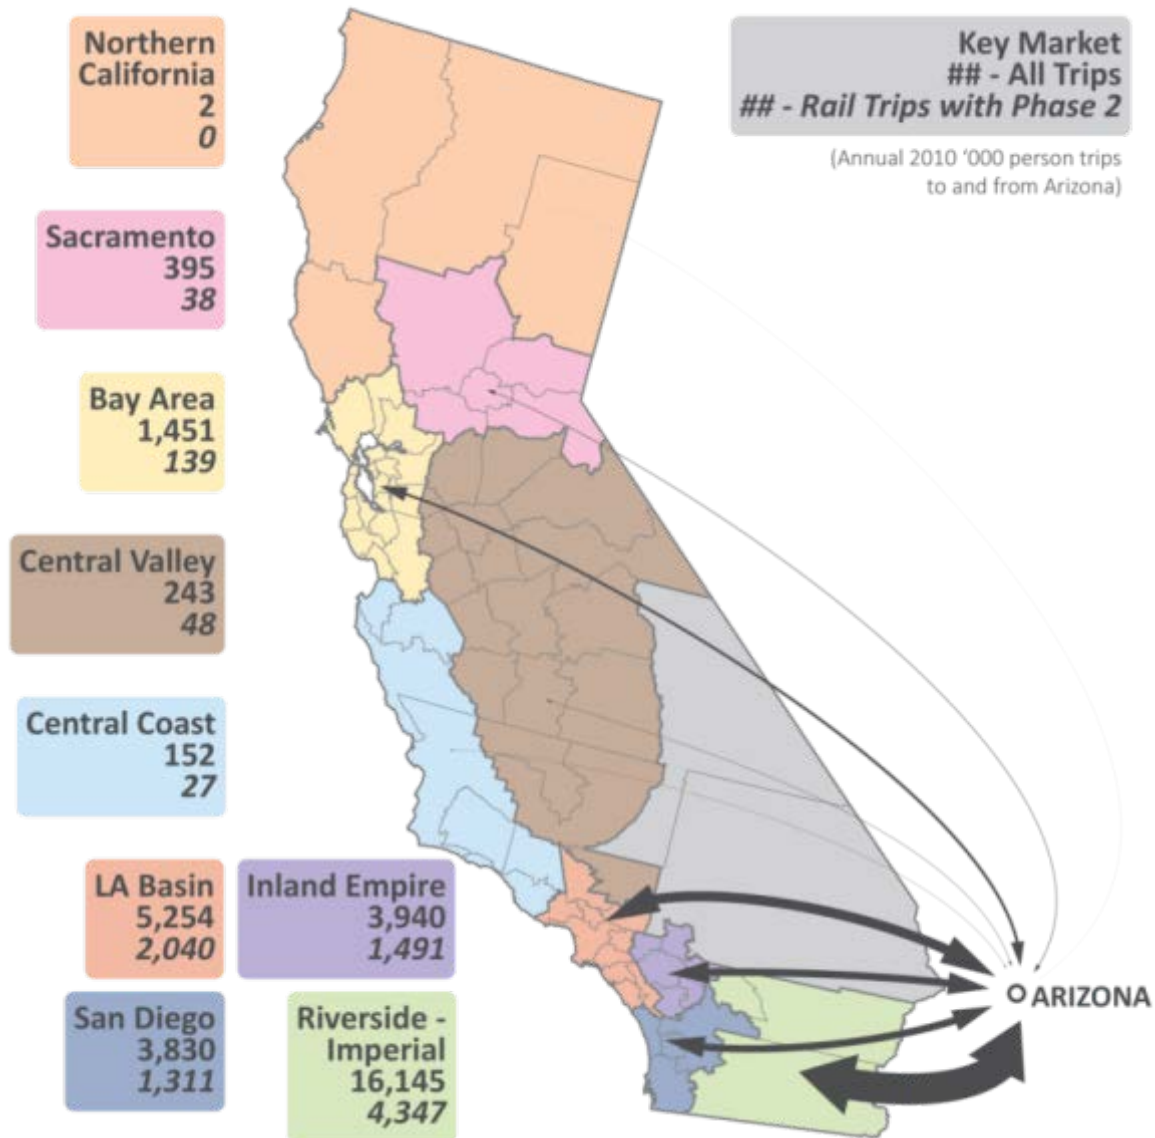 Northern
California
2
0
Key Market
## - All Trips
## - Rail Trips with Phase 2
(Annual 2010 ‘000 person trips
to and from Arizona)
Sacramento
395
38
Bay Area
1,451
139
Central Valley
243
48
Central Coast
152
27
LA Basin
5,254
2,040
Inland Empire
3,940
1,491
San Diego
3,830
1,311
Riverside -
Imperial
16,145
4,347
ARIZONA